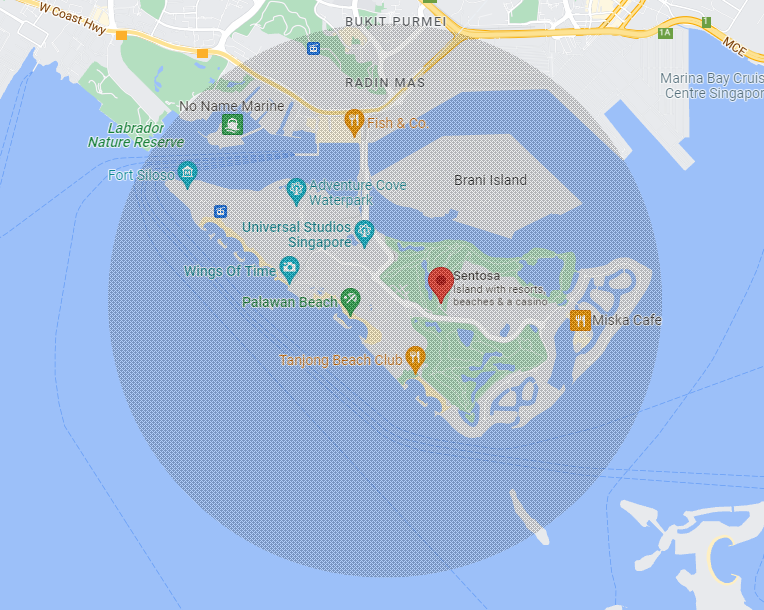 BUKIT PURMEI
W Coast Hwy
1
1A
MCE
RADIN MAS
Marina Bay Cruis
Centre Singapor
No Name Marine
Fish & Co.
Labrador
Nature Reserve
Fort Siloso
Brani Island
Adventure Cove
Waterpark
Universal Studios
Singapore
Wings Of Time
Sentosa
Island with resorts,
beaches & a casino
Palawan Beach
Miska Cafe
Tanjong Beach Club